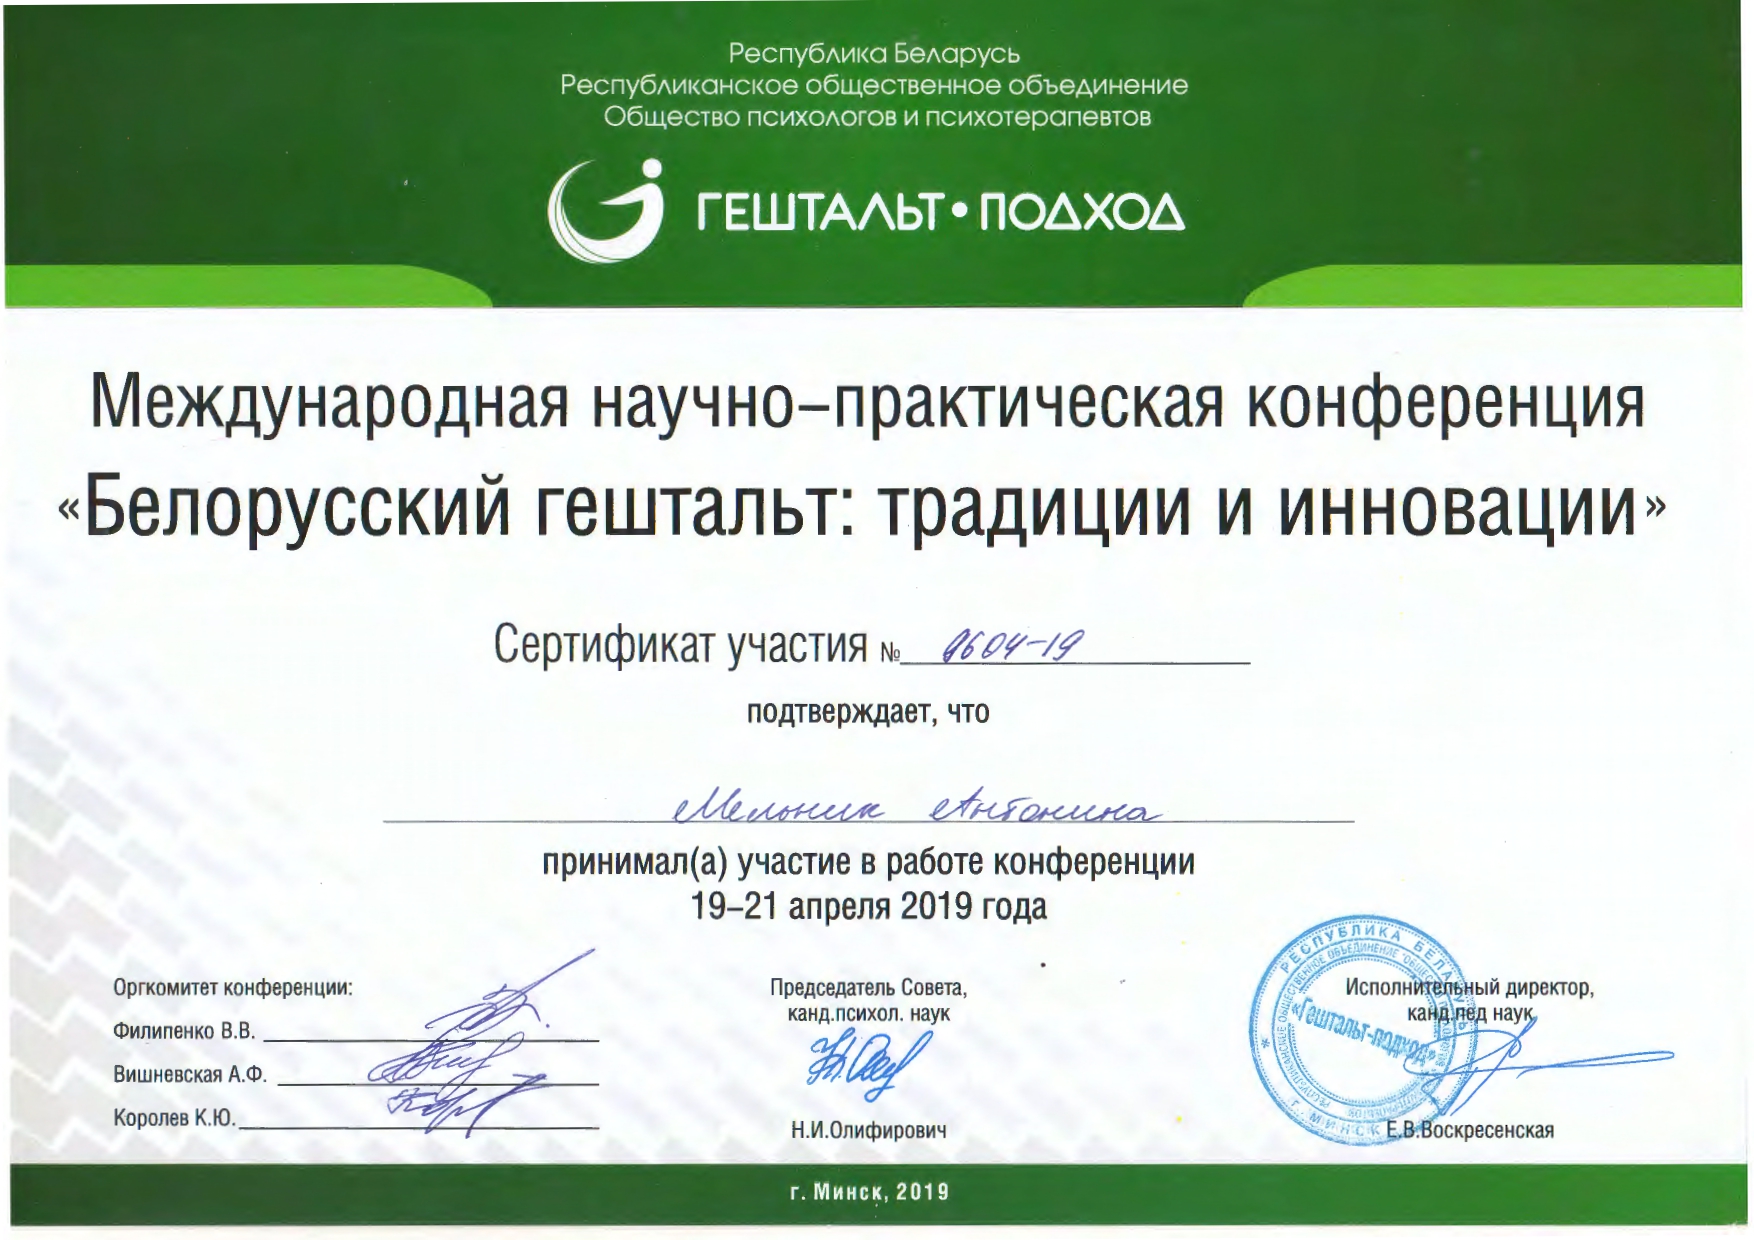 Республика Беларусь
Республиканское общественное объединение
Общество психологов и психотерапевтов
ГЕШТАЛЬТ•ПОДХОД
Международная научно–практическая конференция
«Белорусский гештальт: традиции и инновации»
Сертификат участия № 9604-19
подтверждает, что
Мельник Антонина
принимал(а) участие в работе конференции
19–21 апреля 2019 года
Оргкомитет конференции:
Филипенко В.В.
Вишневская А.Ф.
Королев К.Ю.
Председатель Совета,
канд.психол. наук
Н.И.Олифирович
Исполнительный директор,
канд.пед наук
Е.В.Воскресенская
РЕСПУБЛИКА БЕЛАРУСЬ
«Гештальт-подход»
г. МИНСК
г. Минск, 2019